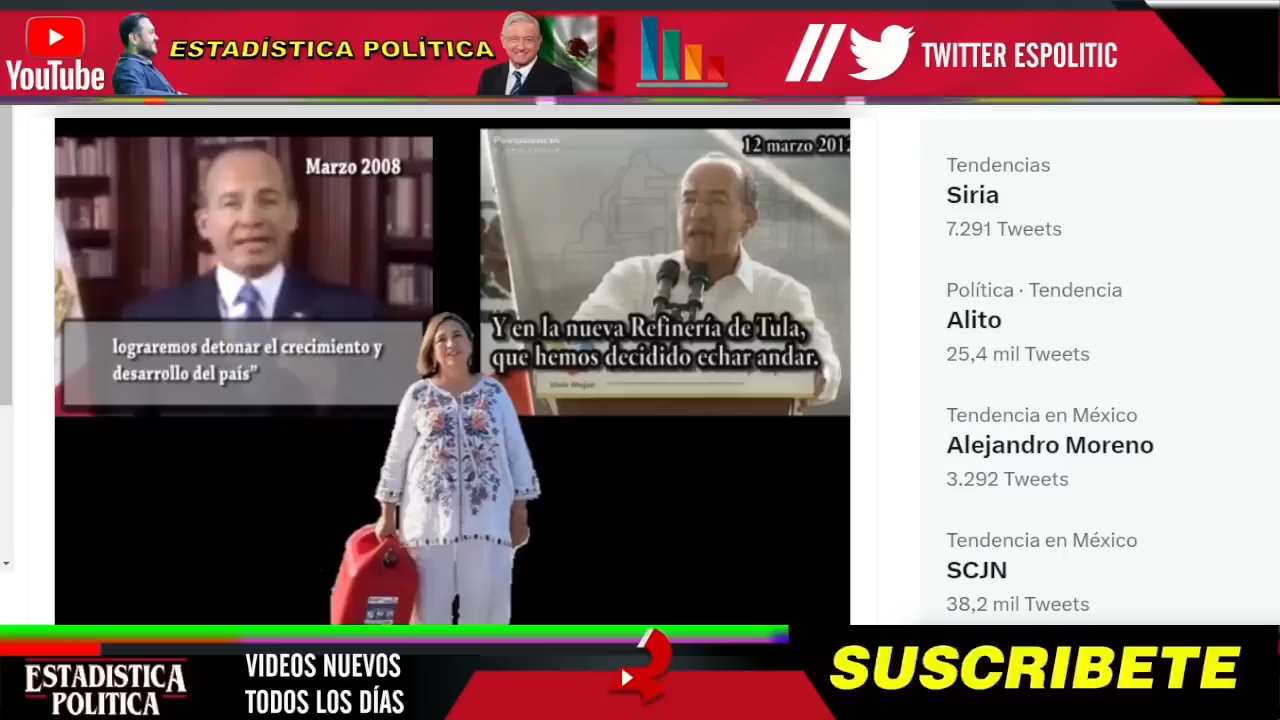 YouTube
ESTADÍSTICA POLÍTICA
TWITTER ESPOLITIC
Marzo 2008
lograremos detonar el crecimiento y
desarrollo del país”
12 marzo 2012
Y en la nueva Refinería de Tula,
que hemos decidido echar andar.
Vivir Mejor
Tendencias
Siria
7.291 Tweets
Política · Tendencia
Alito
25,4 mil Tweets
Tendencia en México
Alejandro Moreno
3.292 Tweets
Tendencia en México
SCJN
38,2 mil Tweets
ESTADISTICA
POLÍTICA
VIDEOS NUEVOS
TODOS LOS DÍAS
SUSCRIBETE